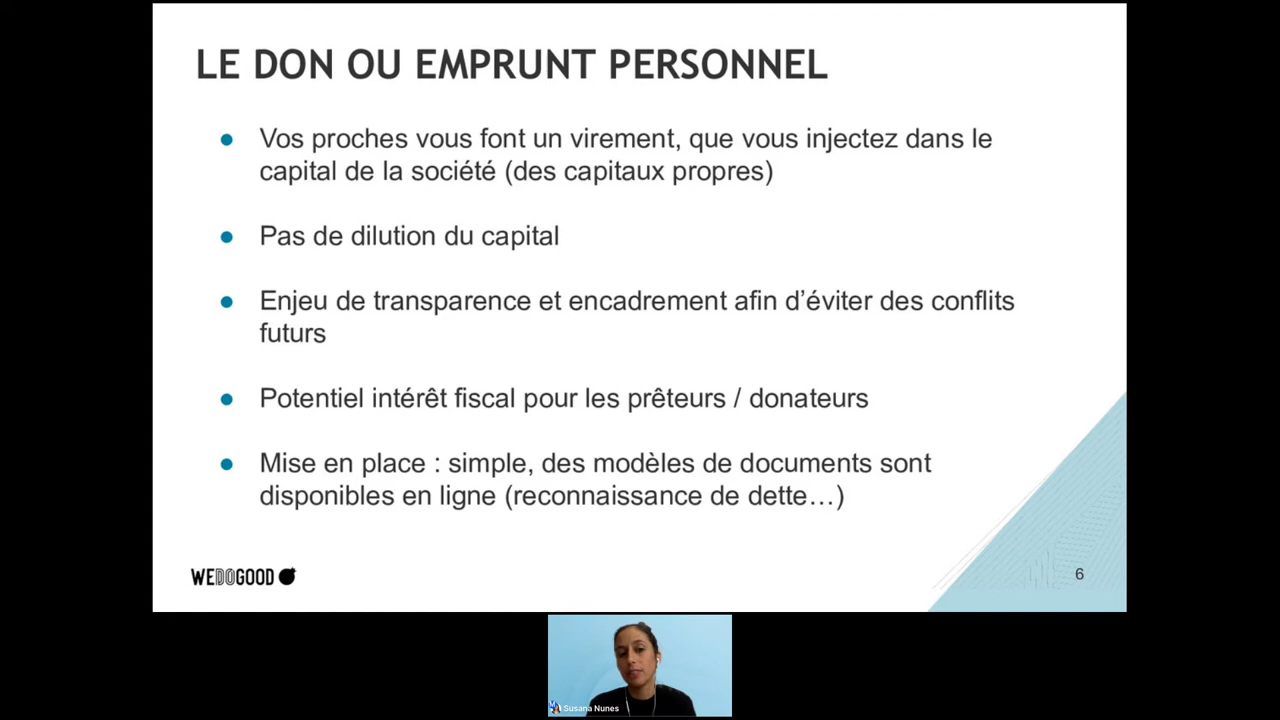 LE DON OU EMPRUNT PERSONNEL
● Vos proches vous font un virement, que vous injectez dans le
capital de la société (des capitaux propres)
● Pas de dilution du capital
● Enjeu de transparence et encadrement afin d’éviter des conflits
futurs
● Potentiel intérêt fiscal pour les prêteurs / donateurs
● Mise en place : simple, des modèles de documents sont
disponibles en ligne (reconnaissance de dette…)
WEDOGOOD
6
Susana Nunes